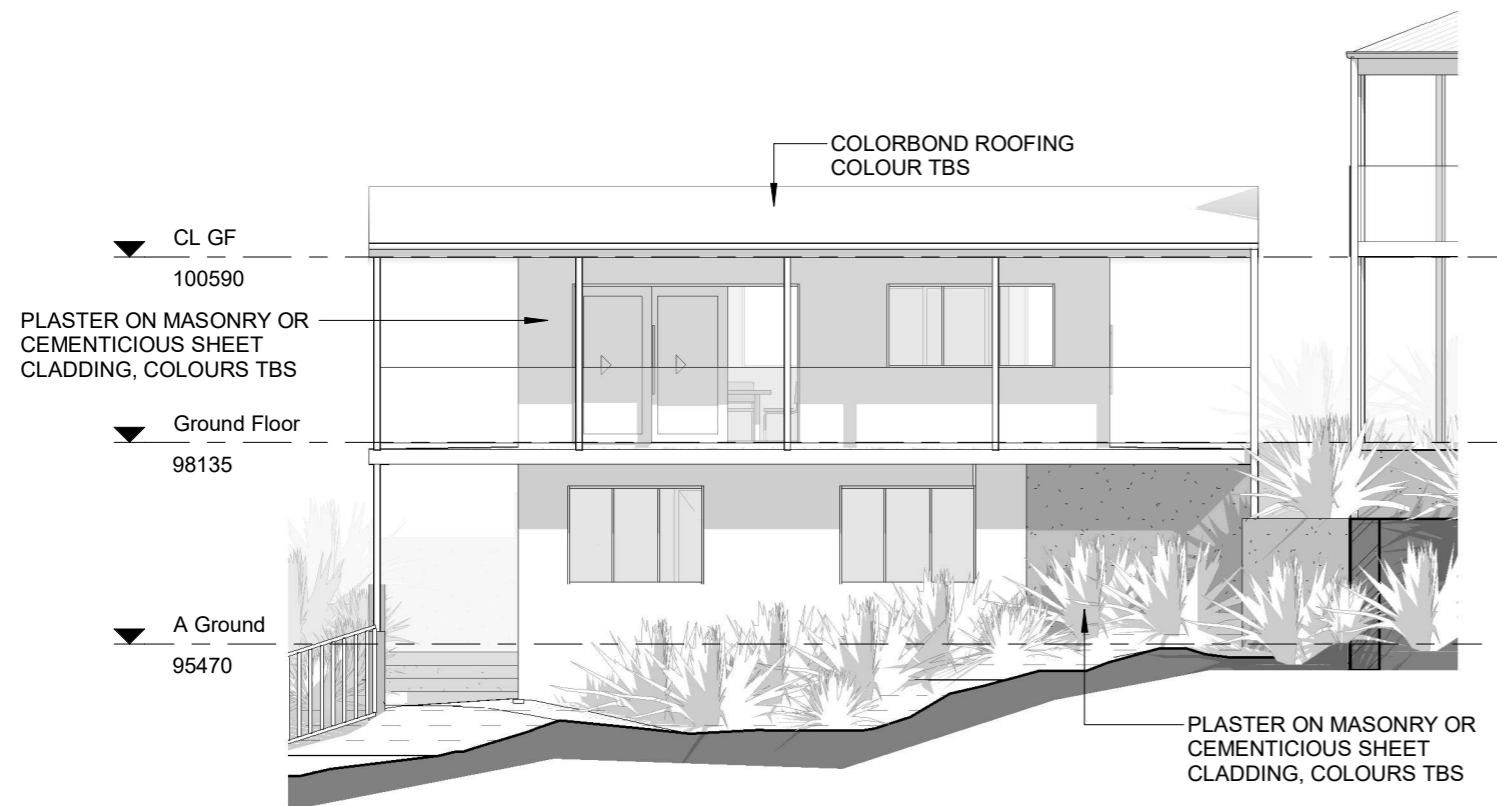 COLORBOND ROOFING
COLOUR TBS
CL GF
100590
PLASTER ON MASONRY OR
CEMENTICIOUS SHEET
CLADDING, COLOURS TBS
Ground Floor
98135
A Ground
95470
PLASTER ON MASONRY OR
CEMENTICIOUS SHEET
CLADDING, COLOURS TBS